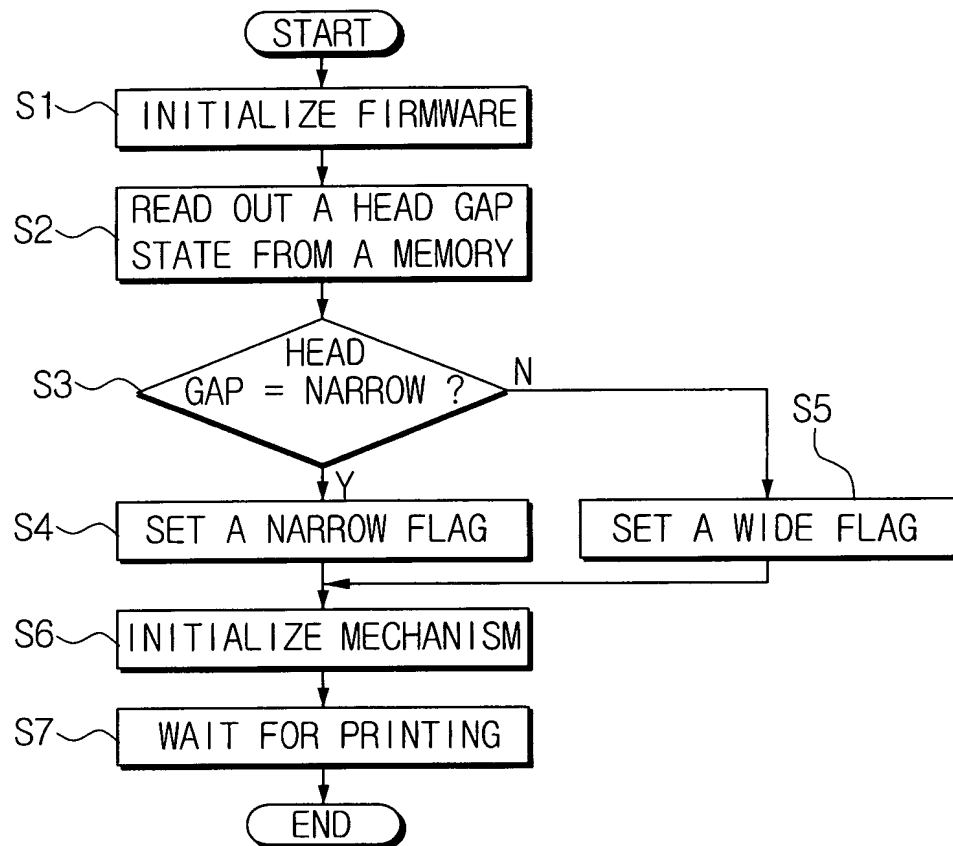 START
S1
INITIALIZE FIRMWARE
S2
READ OUT A HEAD GAP
STATE FROM A MEMORY
S3
HEAD
GAP = NARROW ?
N
Y
S5
S4
SET A NARROW FLAG
SET A WIDE FLAG
S6
INITIALIZE MECHANISM
S7
WAIT FOR PRINTING
END